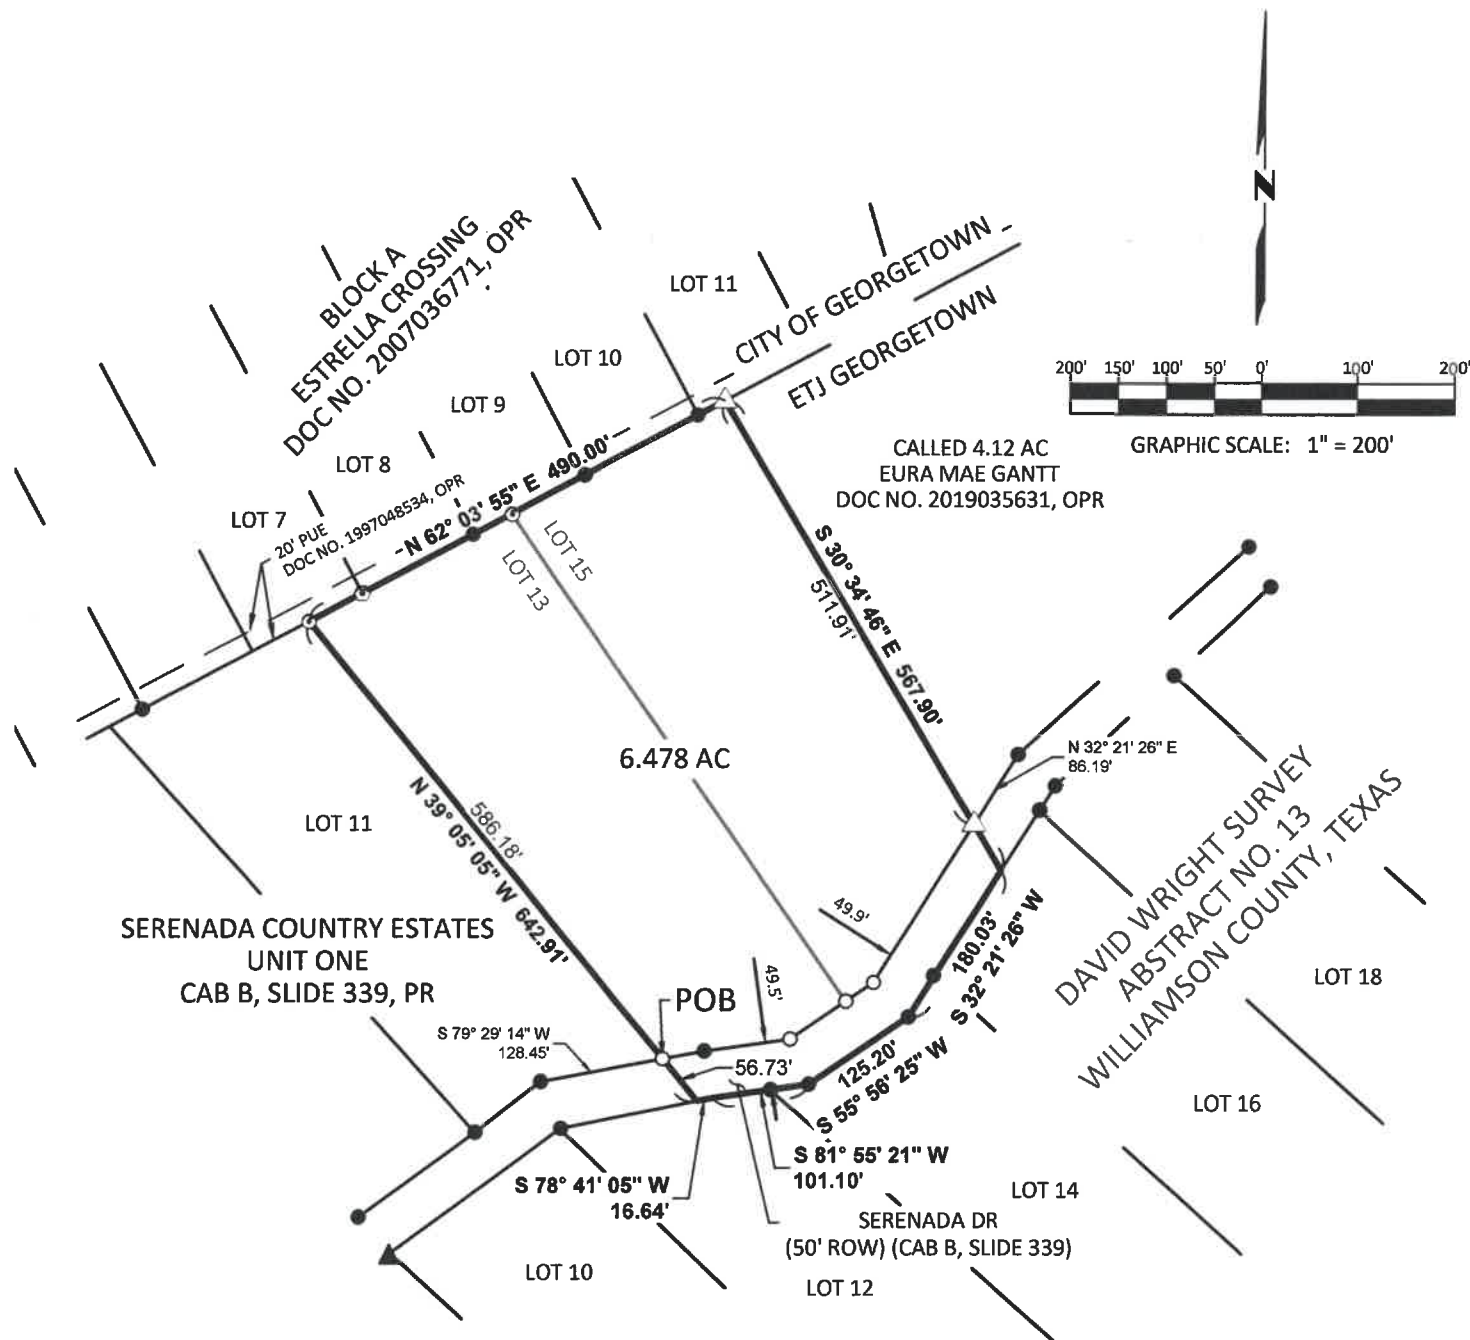 N
BLOCK A
ESTRELLA CROSSING
DOC NO. 2007036771, OPR
LOT 11
CITY OF GEORGETOWN
ETJ GEORGETOWN
LOT 10
LOT 9
LOT 8
LOT 7
200' 150' 100' 50' 0' 100' 200'
GRAPHIC SCALE: 1" = 200'
CALLED 4.12 AC
EURA MAE GANTT
DOC NO. 2019035631, OPR
N 62° 03' 55" E 490.00'
20' PUE
DOC NO. 1997048534, OPR
LOT 15
LOT 13
S 30° 34' 46" E 567.90'
511.91'
6.478 AC
N 32° 21' 26" E
86.19'
LOT 11
586.18'
N 39° 05' 05" W 642.91'
DAVID WRIGHT SURVEY
ABSTRACT NO. 13
WILLIAMSON COUNTY, TEXAS
SERENADA COUNTRY ESTATES
UNIT ONE
CAB B, SLIDE 339, PR
49.9'
49.5'
POB
180.03'
S 32° 21' 26" W
LOT 18
S 79° 29' 14" W
128.45'
56.73'
125.20'
S 55° 56' 25" W
LOT 16
S 81° 55' 21" W
101.10'
S 78° 41' 05" W
16.64'
LOT 14
SERENADA DR
(50' ROW) (CAB B, SLIDE 339)
LOT 10
LOT 12